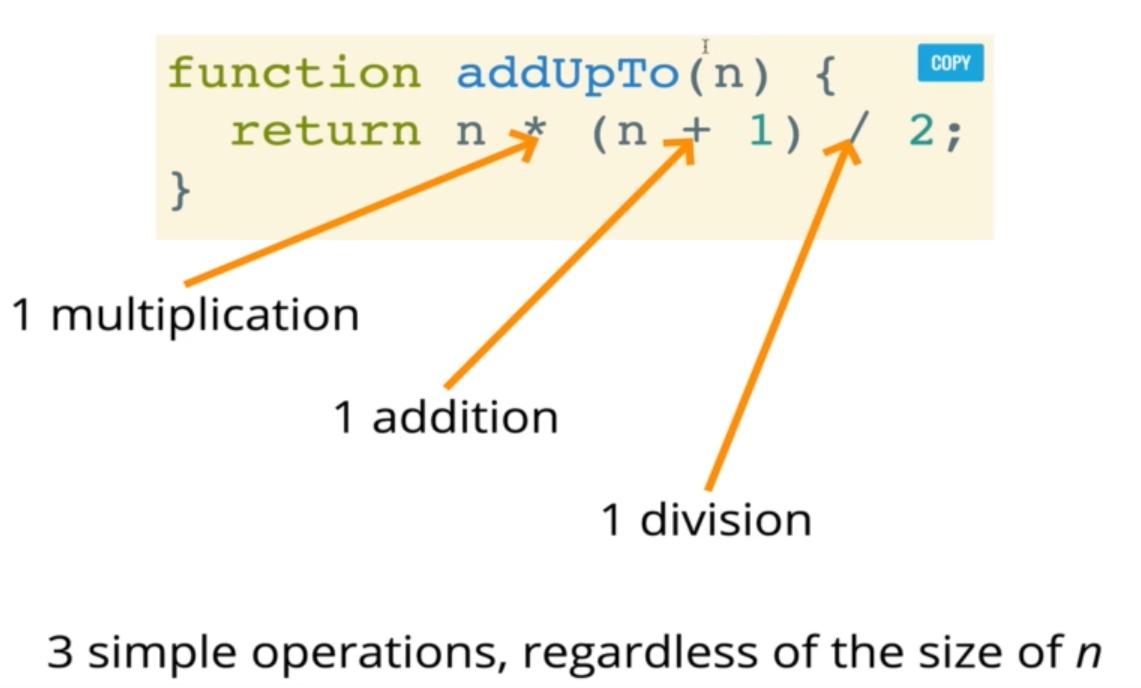 function addUpTo(n) {
COPY
return n * (n + 1) / 2;
}
1 multiplication
1 addition
1 division
3 simple operations, regardless of the size of n